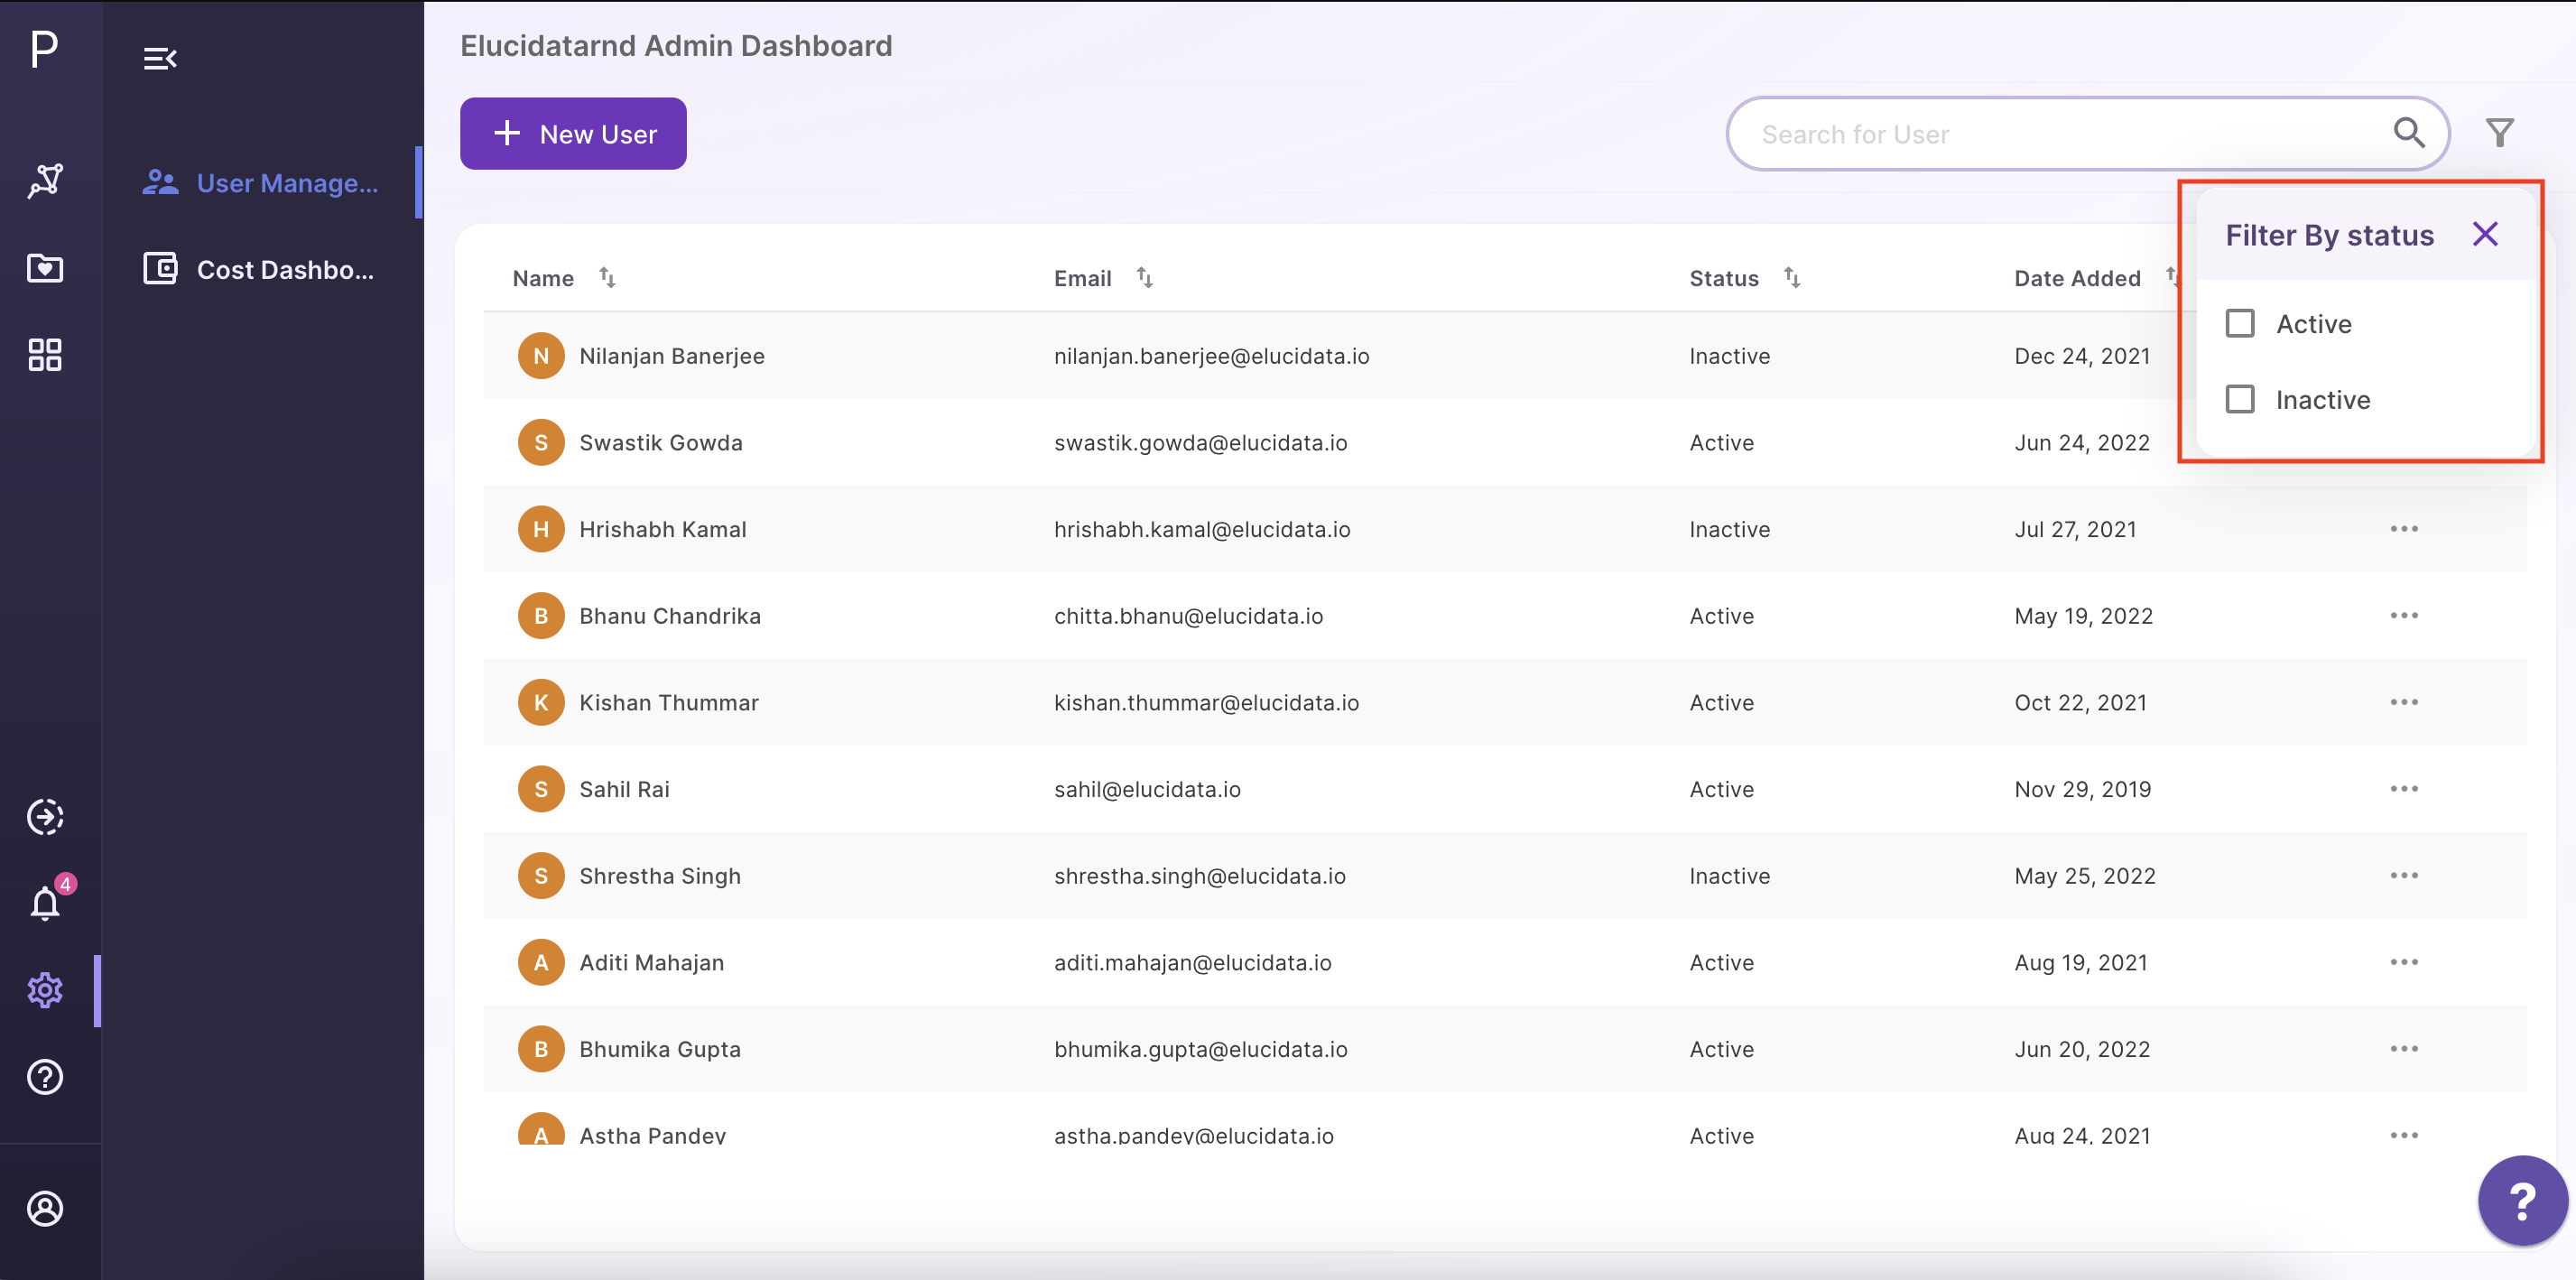 P
Elucidatarnd Admin Dashboard
+ New User
Search for User
User Manage...
Cost Dashbo...
Filter By status
Active
Inactive
Name Email Status Date Added
N Nilanjan Banerjee nilanjan.banerjee@elucidata.io Inactive Dec 24, 2021
S Swastik Gowda swastik.gowda@elucidata.io Active Jun 24, 2022
H Hrishabh Kamal hrishabh.kamal@elucidata.io Inactive Jul 27, 2021
B Bhanu Chandrika chitta.bhanu@elucidata.io Active May 19, 2022
K Kishan Thummar kishan.thummar@elucidata.io Active Oct 22, 2021
S Sahil Rai sahil@elucidata.io Active Nov 29, 2019
S Shrestha Singh shrestha.singh@elucidata.io Inactive May 25, 2022
A Aditi Mahajan aditi.mahajan@elucidata.io Active Aug 19, 2021
B Bhumika Gupta bhumika.gupta@elucidata.io Active Jun 20, 2022
A Astha Pandey astha.pandey@elucidata.io Active Aug 24, 2021
4
?
?